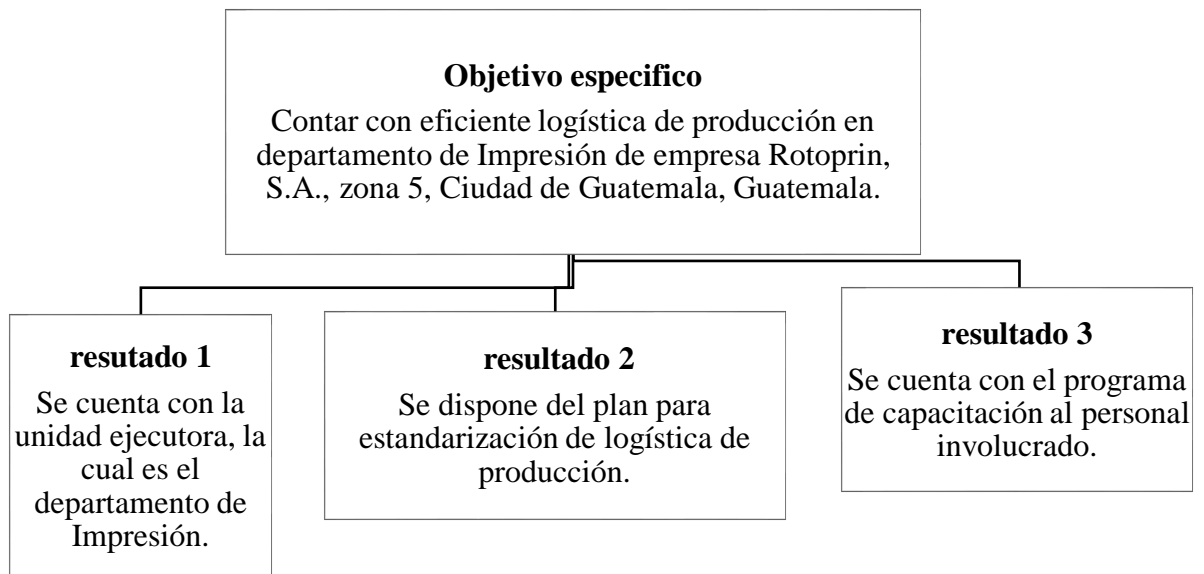 Objetivo especifico
Contar con eficiente logística de producción en
departamento de Impresión de empresa Rotoprin,
S.A., zona 5, Ciudad de Guatemala, Guatemala.
resutado 1
Se cuenta con la
unidad ejecutora, la
cual es el
departamento de
Impresión.
resultado 2
Se dispone del plan para
estandarización de logística de
producción.
resultado 3
Se cuenta con el programa
de capacitación al personal
involucrado.